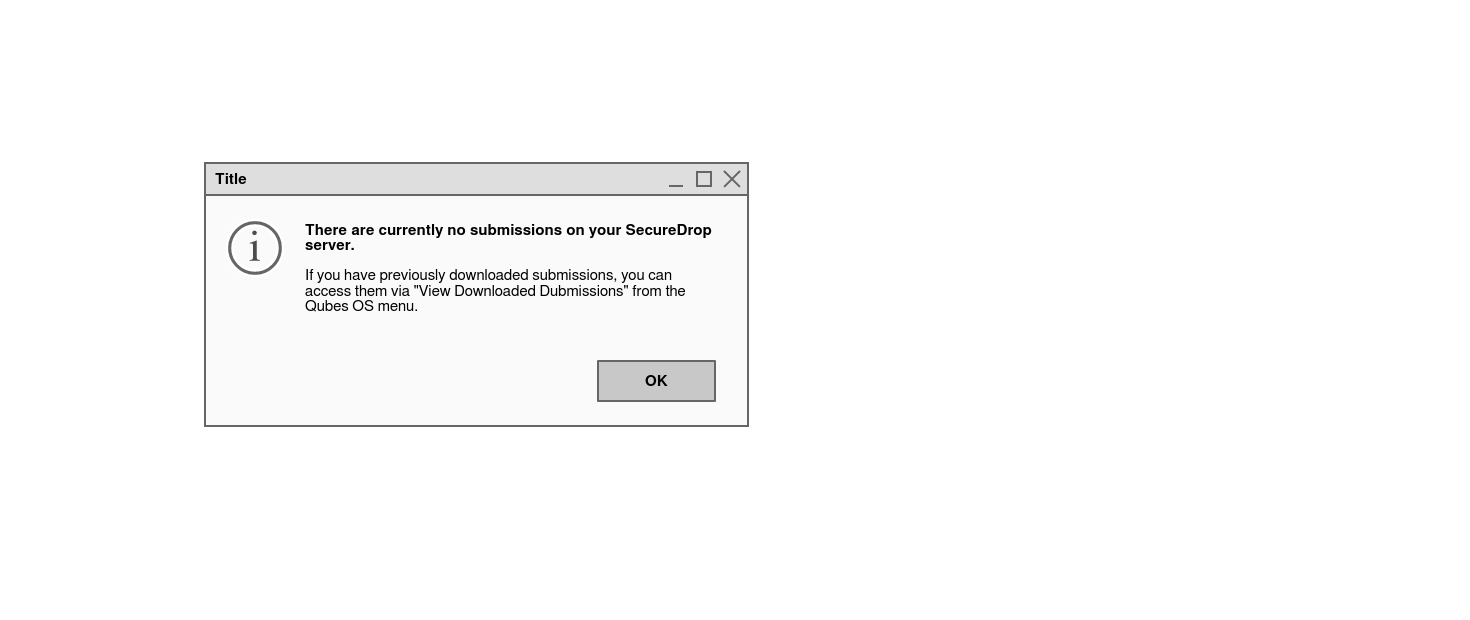 Title
i
There are currently no submissions on your SecureDrop
server.
If you have previously downloaded submissions, you can
access them via "View Downloaded Dubmissions" from the
Qubes OS menu.
OK